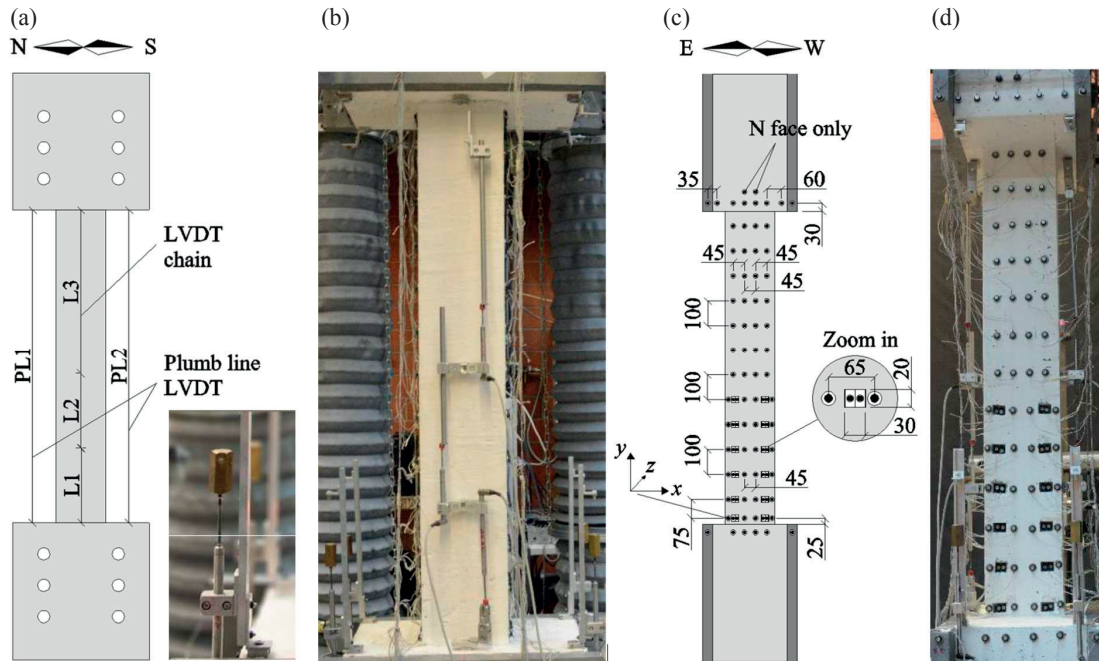 (a)
N
S
PL1
L3
L2
L1
PL2
LVDT
chain
Plumb line
LVDT
(b)
(c)
E
W
N face only
35
60
30
45
45
45
100
100
100
45
75
25
y
z
x
Zoom in
65
20
30
(d)